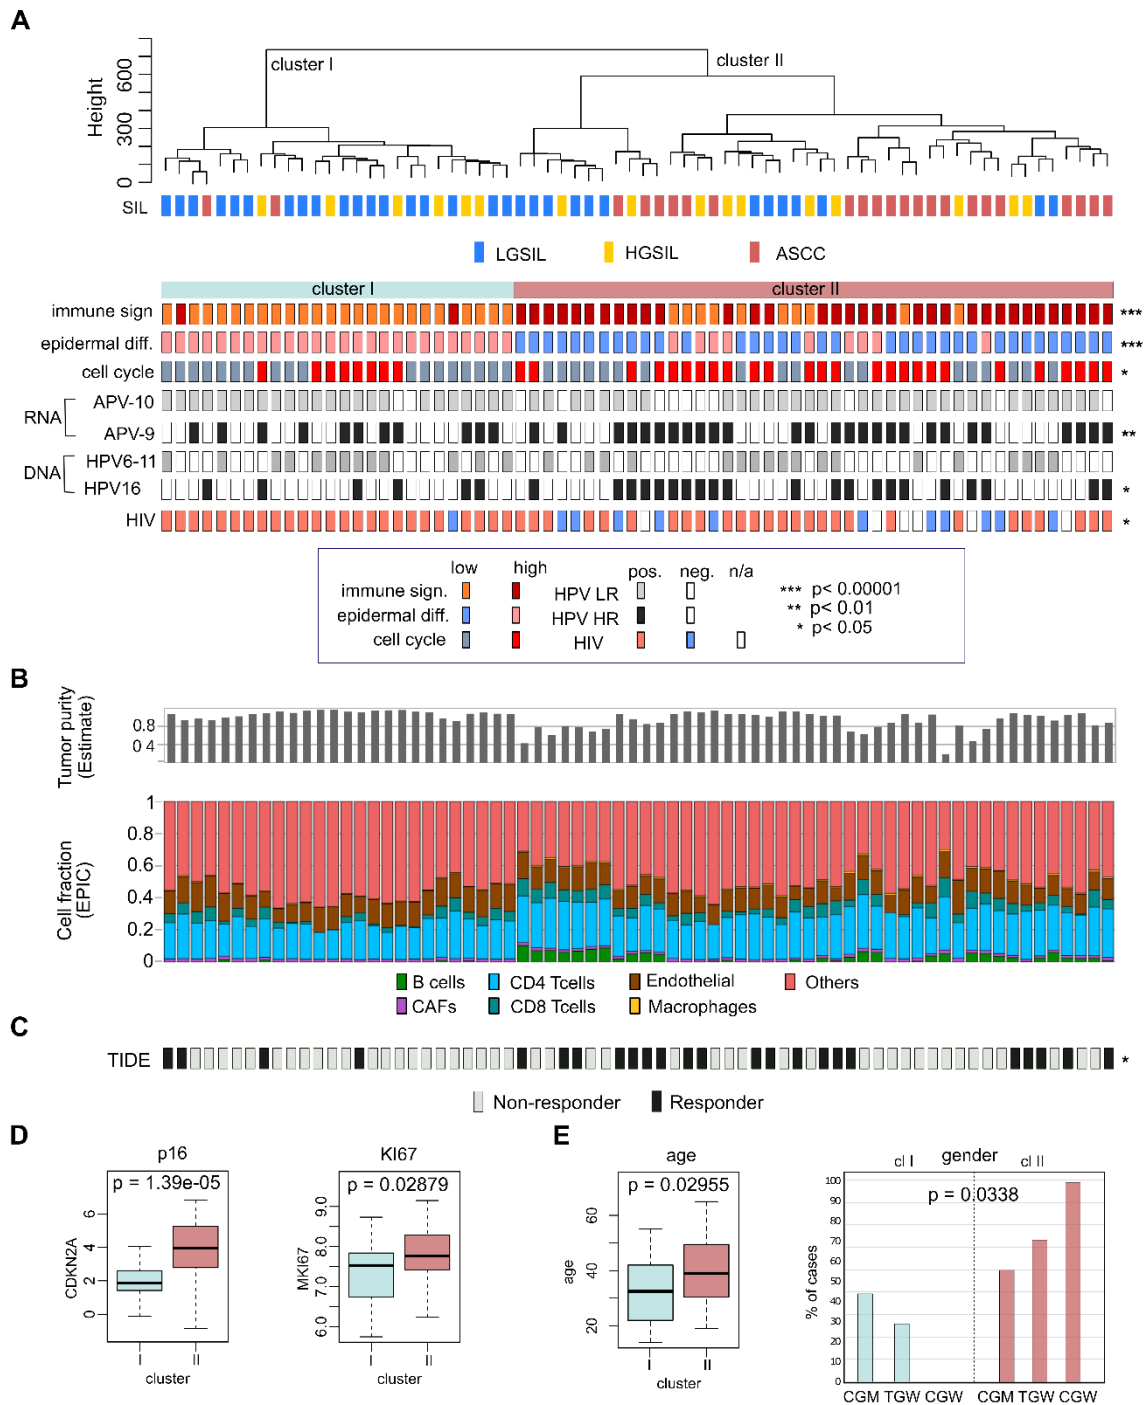 A
cluster I
cluster II
Height
600
300
0
SIL
LGSIL
HGSIL
ASCC
cluster I
cluster II
immune sign
***
epidermal diff.
***
cell cycle
*
RNA
APV-10
APV-9
**
DNA
HPV6-11
HPV16
*
HIV
*
low
high
pos.
neg.
n/a
immune sign.
HPV LR
*** p< 0.00001
epidermal diff.
HPV HR
** p< 0.01
cell cycle
HIV
* p< 0.05
B
Tumor purity
(Estimate)
0.8
0 4
Cell fraction
(EPIC)
1
0.8
0.6
0.4
0.2
0
B cells
CD4 Tcells
Endothelial
Others
CAFs
CD8 Tcells
Macrophages
C
TIDE
*
Non-responder
Responder
D
p16
p = 1.39e-05
CDKN2A
6
4
2
0
I
II
cluster
KI67
p = 0.02879
MKI67
9.0
8.0
7.0
6.0
I
II
cluster
E
age
p = 0.02955
age
60
40
20
I
II
cluster
gender
cl I
cl II
p = 0.0338
% of cases
100
90
80
70
60
50
40
30
20
10
0
CGM TGW CGW
CGM TGW CGW